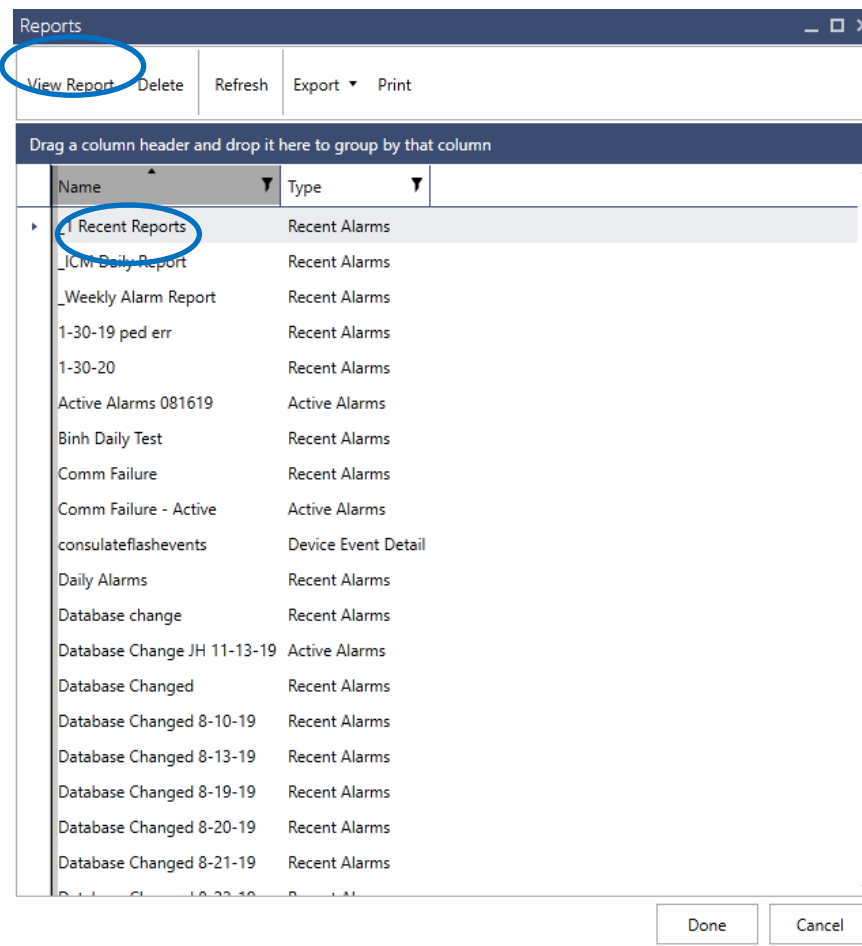 Reports
View Report Delete Refresh Export Print
Drag a column header and drop it here to group by that column
Name Type
_1 Recent Reports Recent Alarms
_ICM Daily Report Recent Alarms
_Weekly Alarm Report Recent Alarms
1-30-19 ped err Recent Alarms
1-30-20 Recent Alarms
Active Alarms 081619 Active Alarms
Binh Daily Test Recent Alarms
Comm Failure Recent Alarms
Comm Failure - Active Active Alarms
consulateflashevents Device Event Detail
Daily Alarms Recent Alarms
Database change Recent Alarms
Database Change JH 11-13-19 Active Alarms
Database Changed Recent Alarms
Database Changed 8-10-19 Recent Alarms
Database Changed 8-13-19 Recent Alarms
Database Changed 8-19-19 Recent Alarms
Database Changed 8-20-19 Recent Alarms
Database Changed 8-21-19 Recent Alarms
Done Cancel